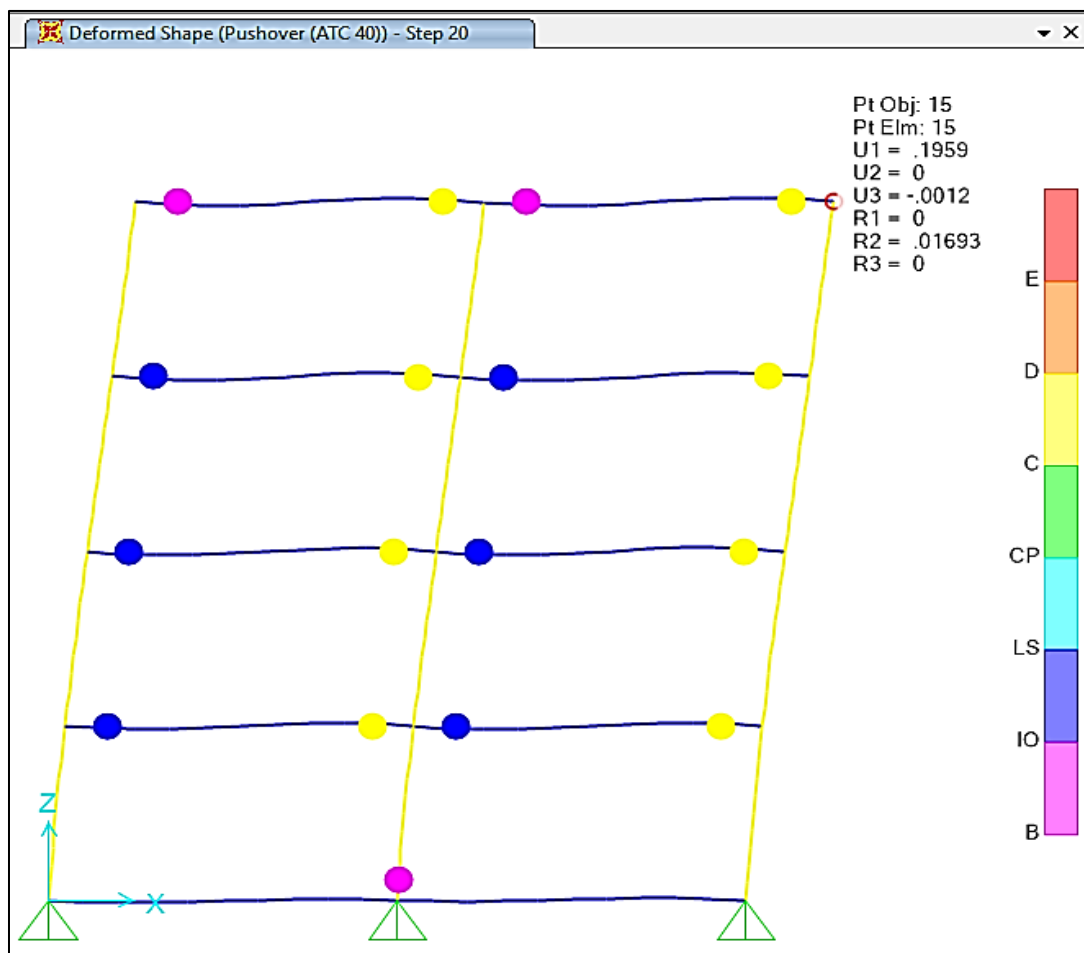 Deformed Shape (Pushover (ATC 40)) - Step 20
Pt Obj: 15
Pt Elm: 15
U1 = .1959
U2 = 0
U3 = -.0012
R1 = 0
R2 = .01693
R3 = 0
E
D
C
CP
LS
IO
B
Z
X